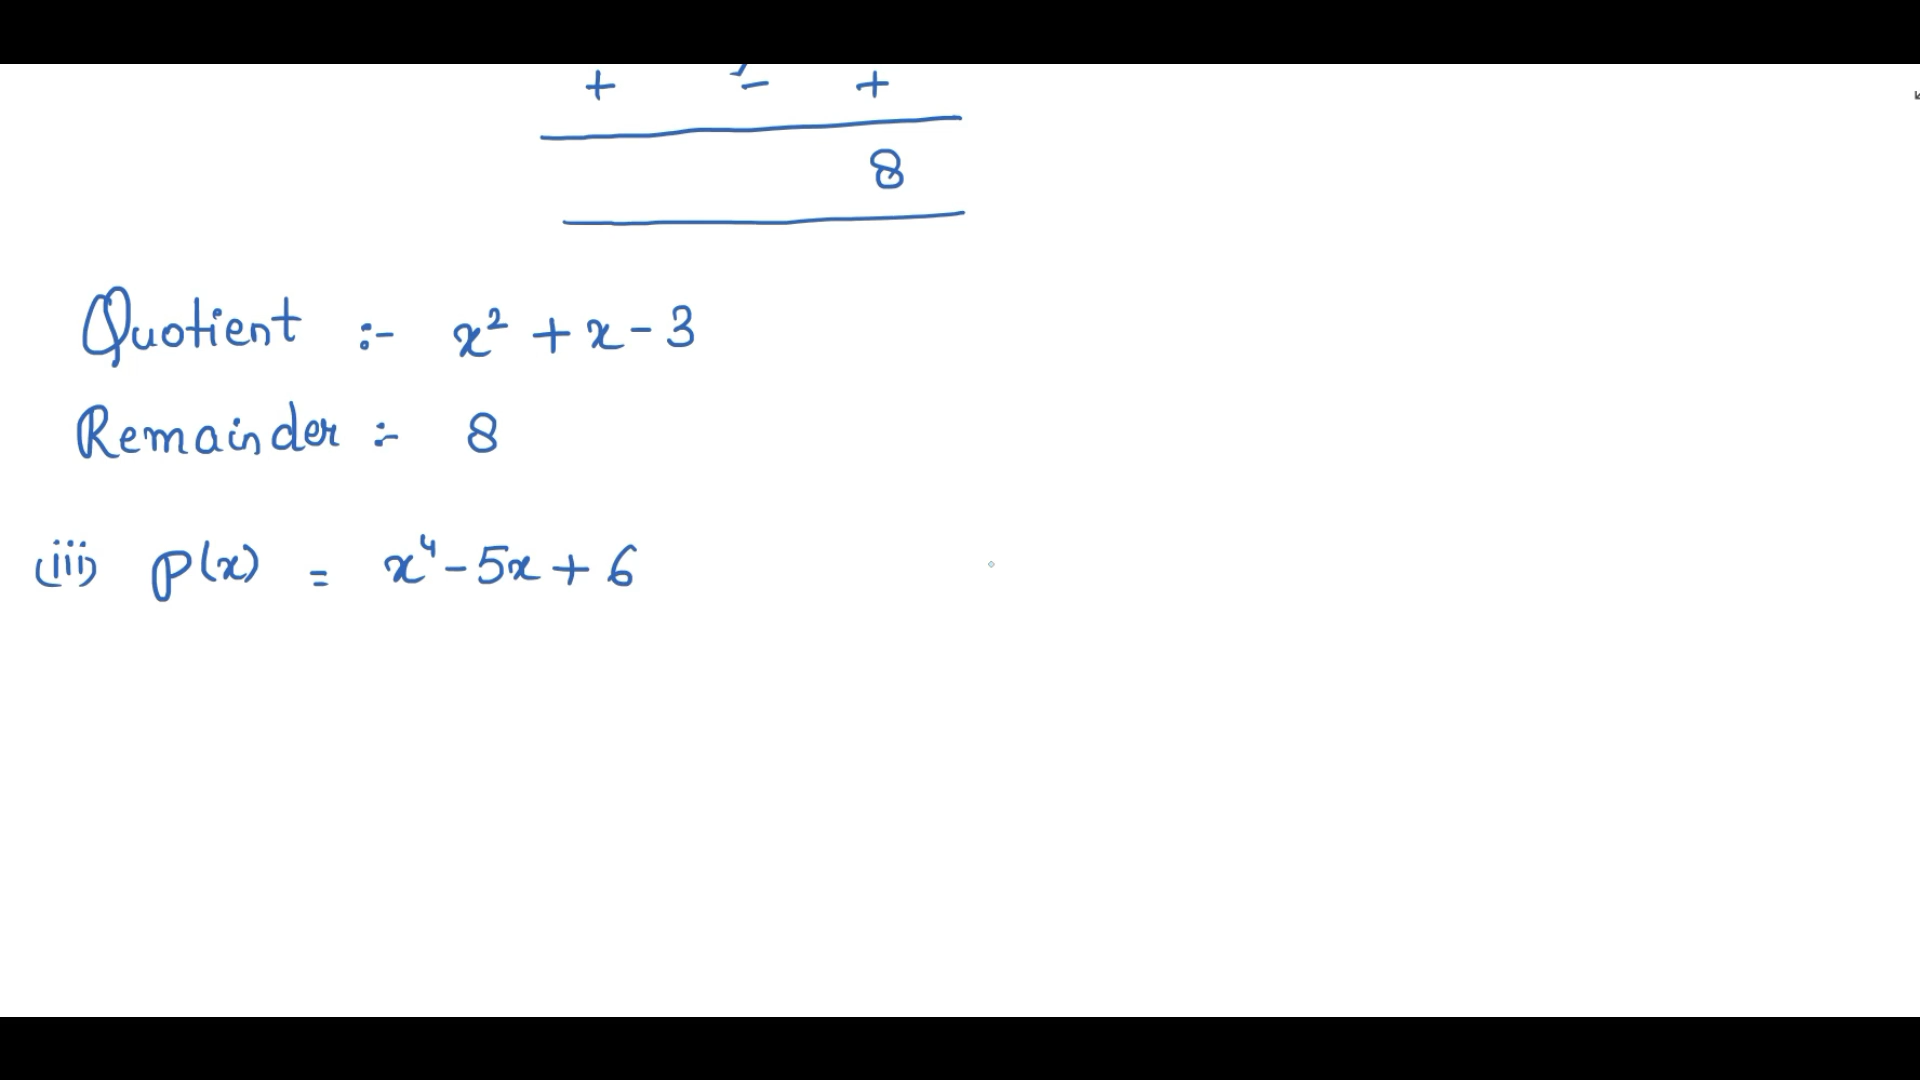 + - +
8
Quotient :- x² + x - 3
Remainder :- 8
(iii) p(x) = x⁴ - 5x + 6